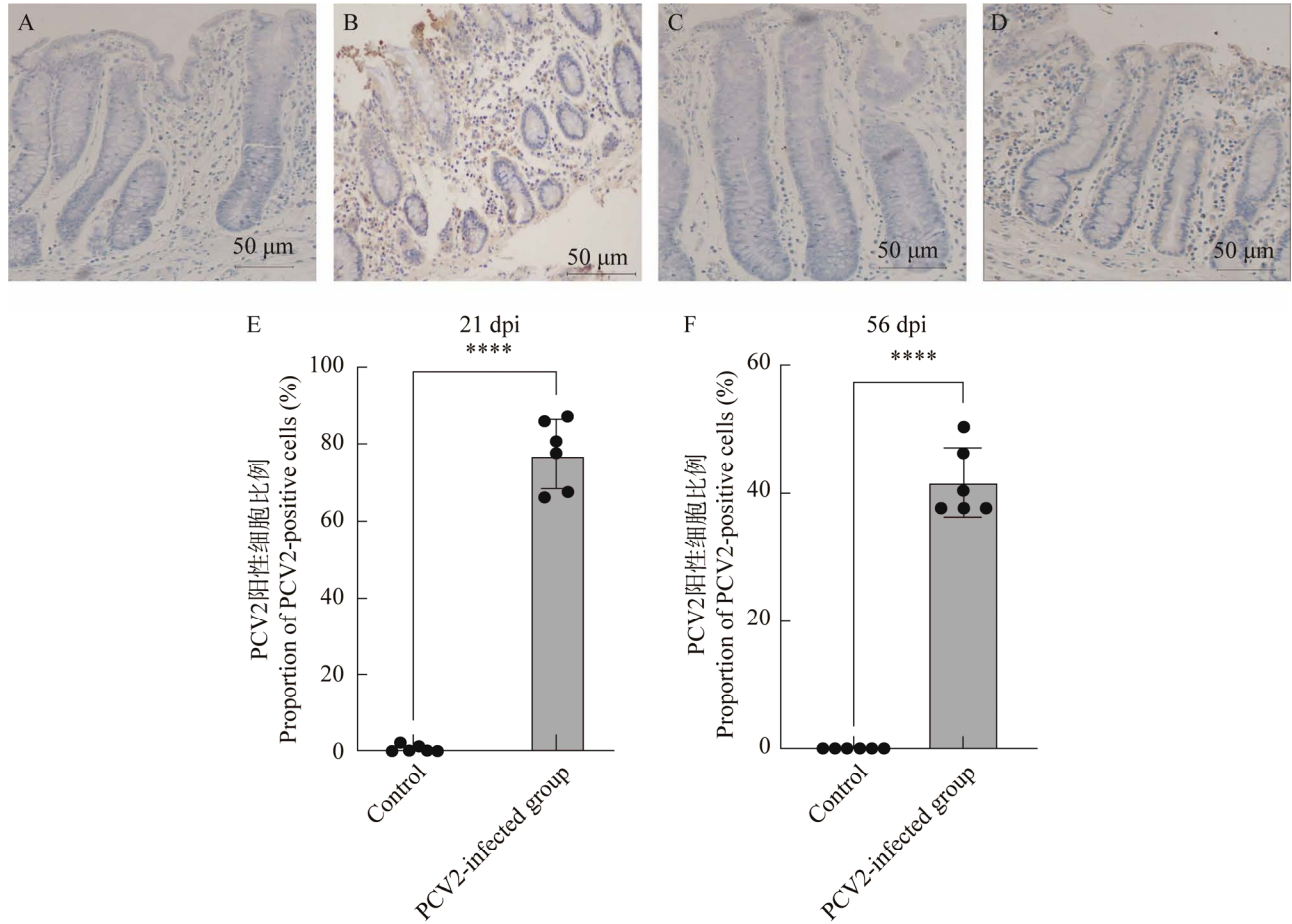 A
B
C
D
50 μm
50 μm
50 μm
50 μm
E
21 dpi
****
PCV2阳性细胞比例
Proportion of PCV2-positive cells (%)
100
80
60
40
20
0
Control
PCV2-infected group
F
56 dpi
****
PCV2阳性细胞比例
Proportion of PCV2-positive cells (%)
60
40
20
0
Control
PCV2-infected group